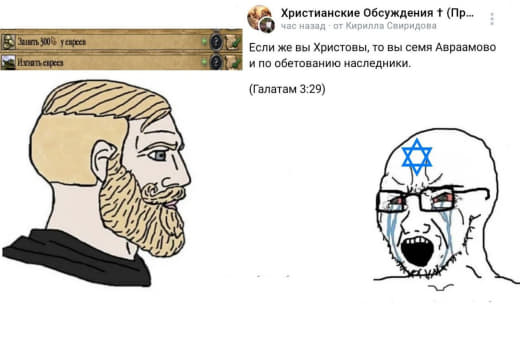 Занять 500 у евреев
Изгнать евреев
Христианские Обсуждения † (Пр...
час назад · от Кирилла Свиридова
Если же вы Христовы, то вы семя Авраамово
и по обетованию наследники.
(Галатам 3:29)